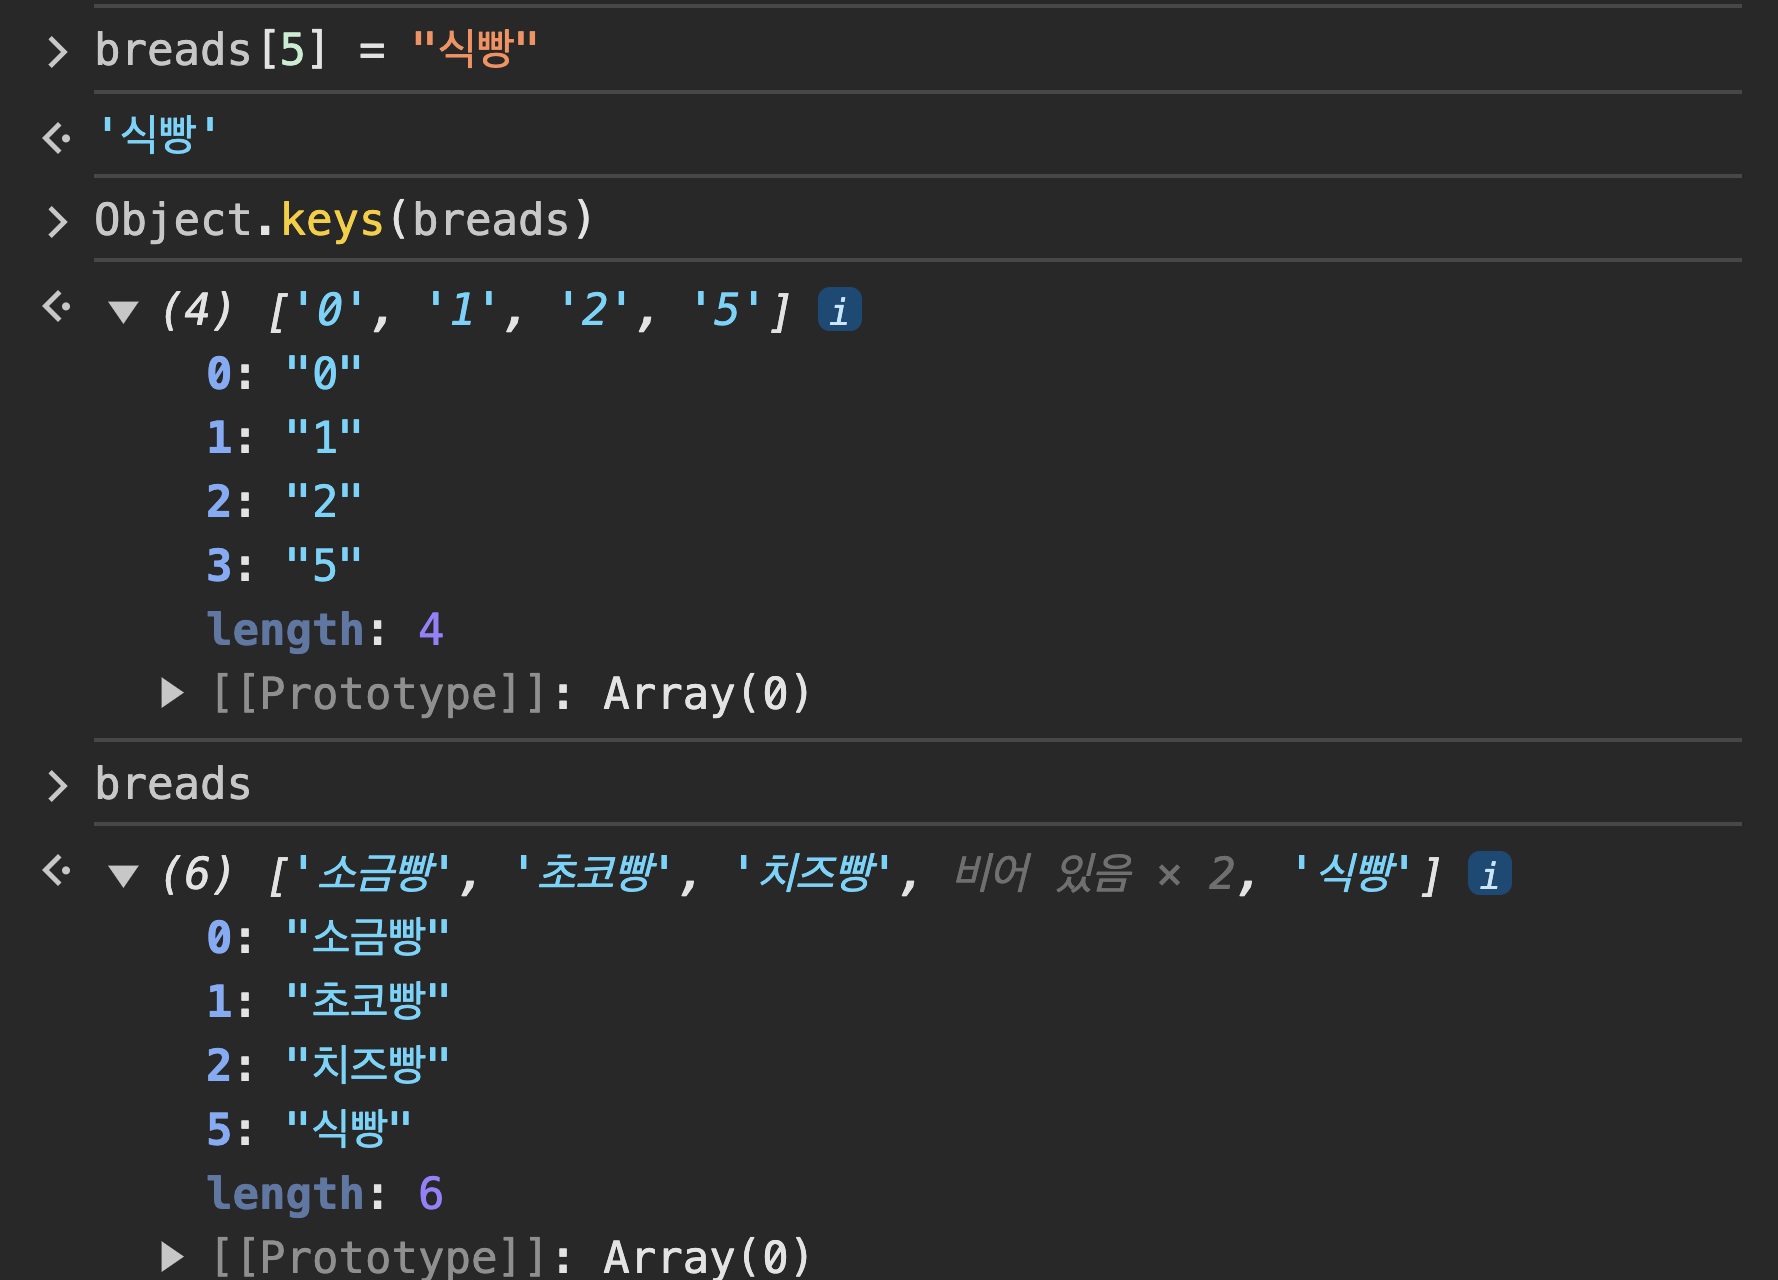 breads[5] = "식빵"
'식빵'
Object.keys(breads)
(4) ['0', '1', '2', '5'] i
0: "0"
1: "1"
2: "2"
3: "5"
length: 4
[[Prototype]]: Array(0)
breads
(6) ['소금빵', '초코빵', '치즈빵', 비어 있음 × 2, '식빵'] i
0: "소금빵"
1: "초코빵"
2: "치즈빵"
5: "식빵"
length: 6
[[Prototype]]: Array(0)